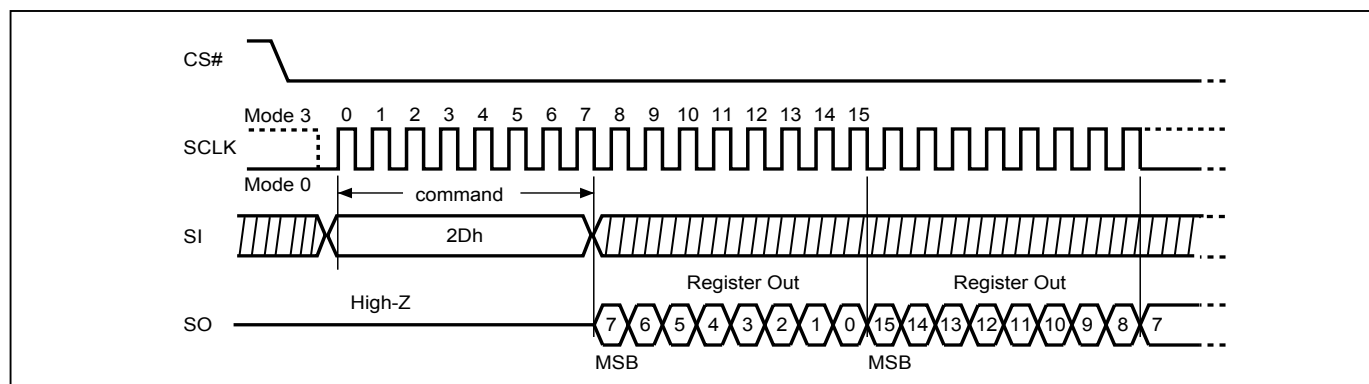 CS#
Mode 3 0 1 2 3 4 5 6 7 8 9 10 11 12 13 14 15
SCLK
Mode 0
command
SI 2Dh
Register Out Register Out
High-Z
SO 7 6 5 4 3 2 1 0 15 14 13 12 11 10 9 8 7
MSB MSB